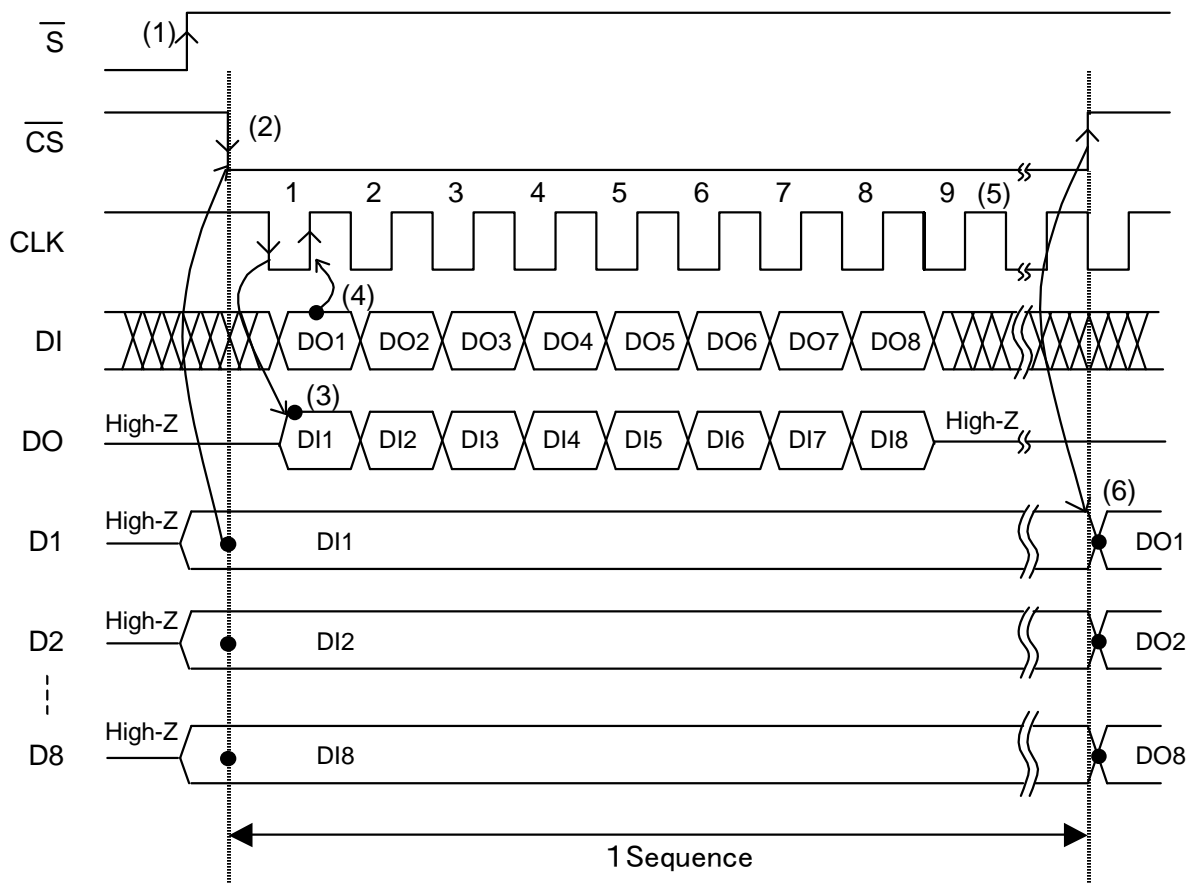 S
(1)
CS
(2)
1 2 3 4 5 6 7 8 9 (5)
CLK
(4)
DI DO1 DO2 DO3 DO4 DO5 DO6 DO7 DO8
(3)
DO High-Z DI1 DI2 DI3 DI4 DI5 DI6 DI7 DI8 High-Z
(6)
D1 High-Z DI1 DO1
D2 High-Z DI2 DO2
D8 High-Z DI8 DO8
1 Sequence